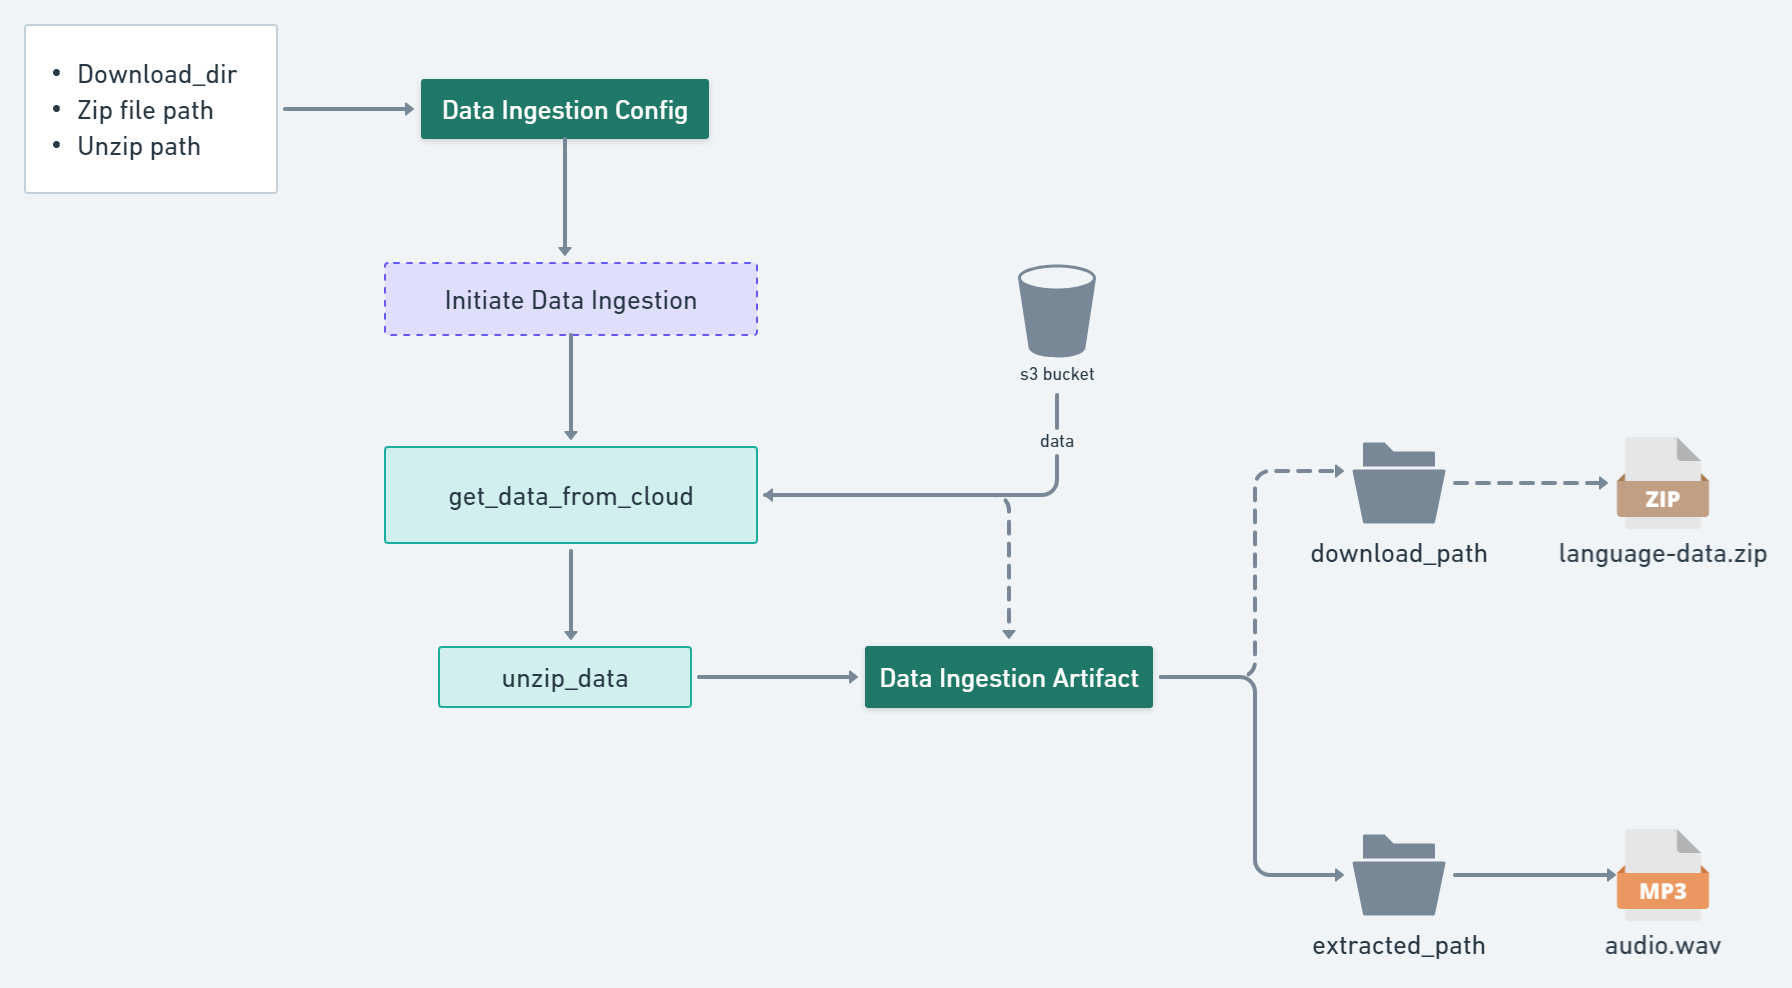 • Download_dir
• Zip file path
• Unzip path
Data Ingestion Config
Initiate Data Ingestion
s3 bucket
data
get_data_from_cloud
ZIP
download_path
language-data.zip
unzip_data
Data Ingestion Artifact
MP3
extracted_path
audio.wav